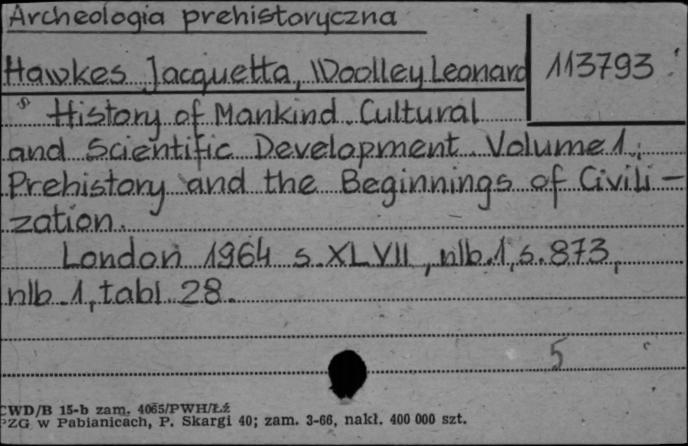 Archeologia prehistoryczna
Hawkes Jacquetta, Woolley Leonard
113793
History of Mankind. Cultural
and Scientific Development. Volume 1.
Prehistory and the Beginnings of Civili-
zation.
London 1964 s. XLVII, nlb. 1, s. 873,
nlb. 1, tabl. 28.
5
CWD/B 15-b zam. 4065/PWH/Łź
PZG w Pabianicach, P. Skargi 40; zam. 3-66, nakł. 400 000 szt.